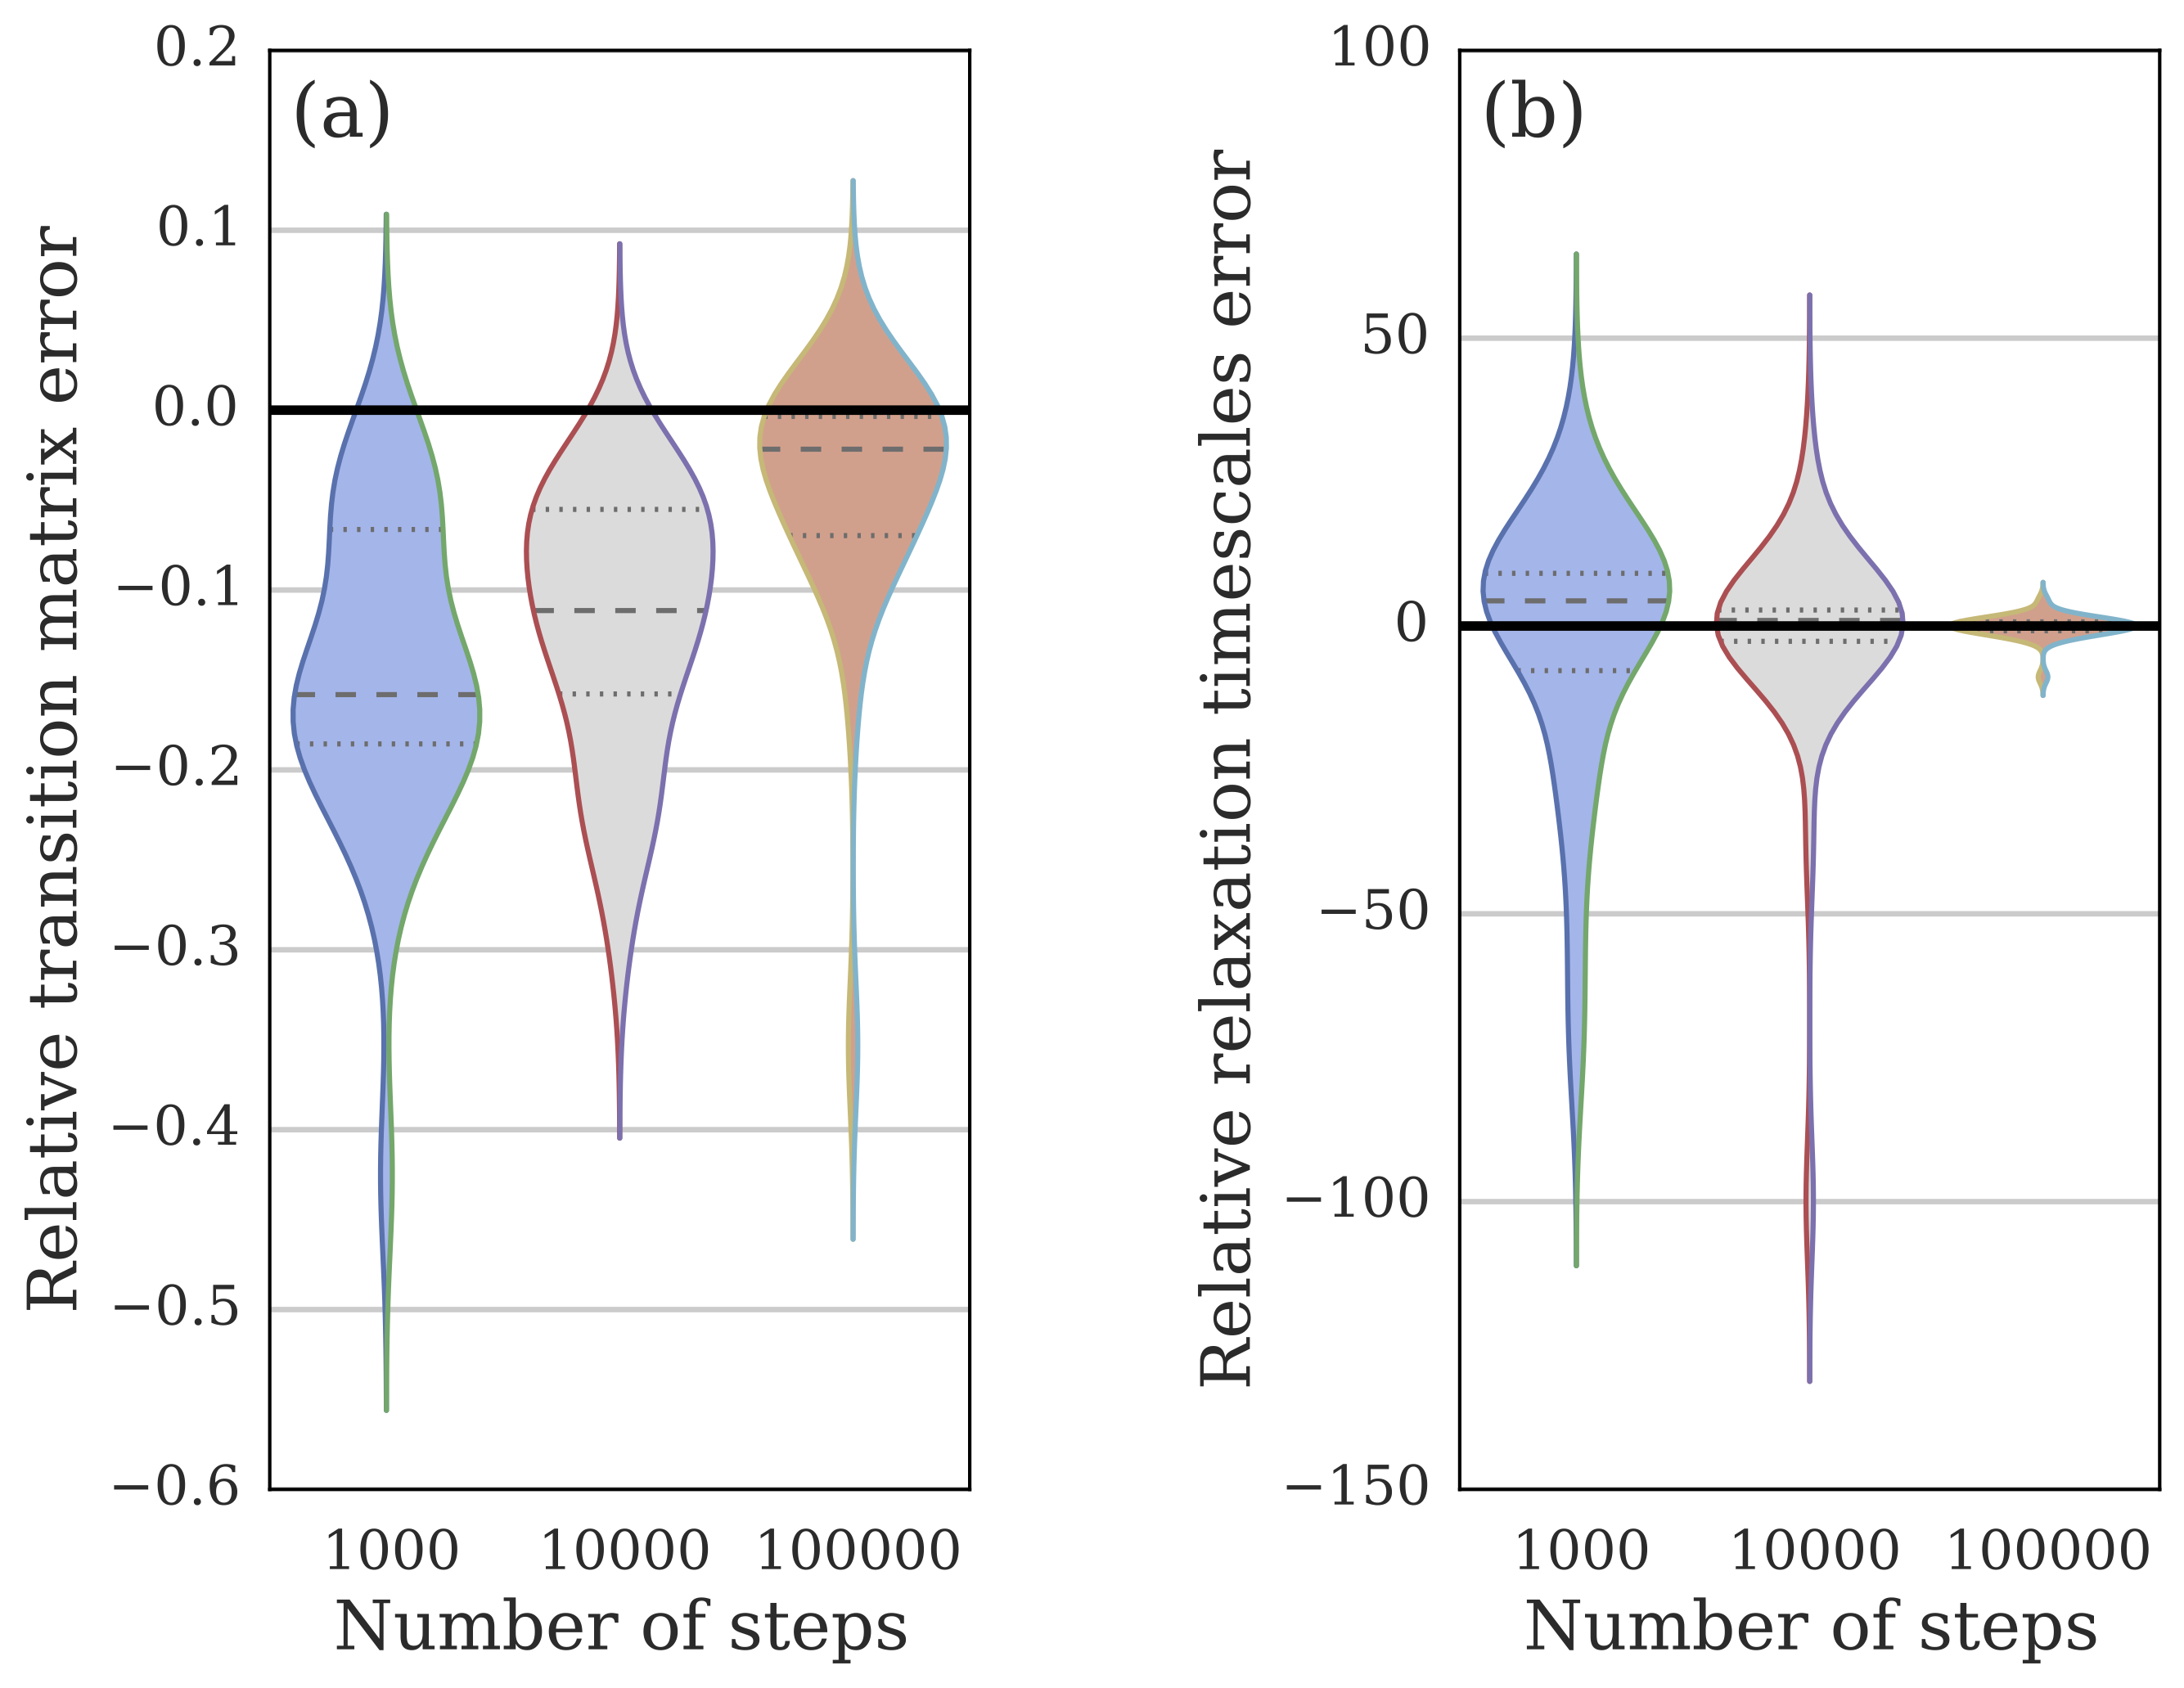 (a)
Relative transition matrix error
0.2
0.1
0.0
−0.1
−0.2
−0.3
−0.4
−0.5
−0.6
1000 10000 100000
Number of steps
(b)
Relative relaxation timescales error
100
50
0
−50
−100
−150
1000 10000 100000
Number of steps